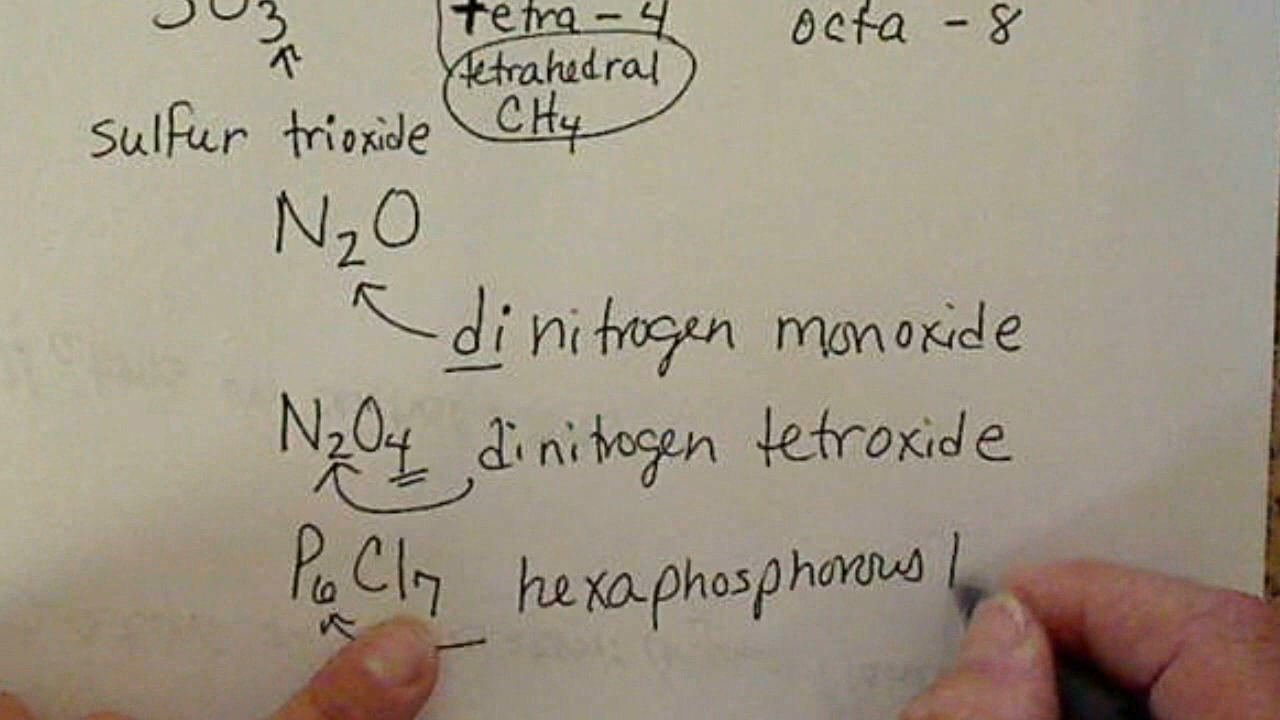 SO3
tetra - 4
octa - 8
tetrahedral
CH4
sulfur trioxide
N2O
dinitrogen monoxide
N2O4 dinitrogen tetroxide
P6Cl7 hexaphosphorous